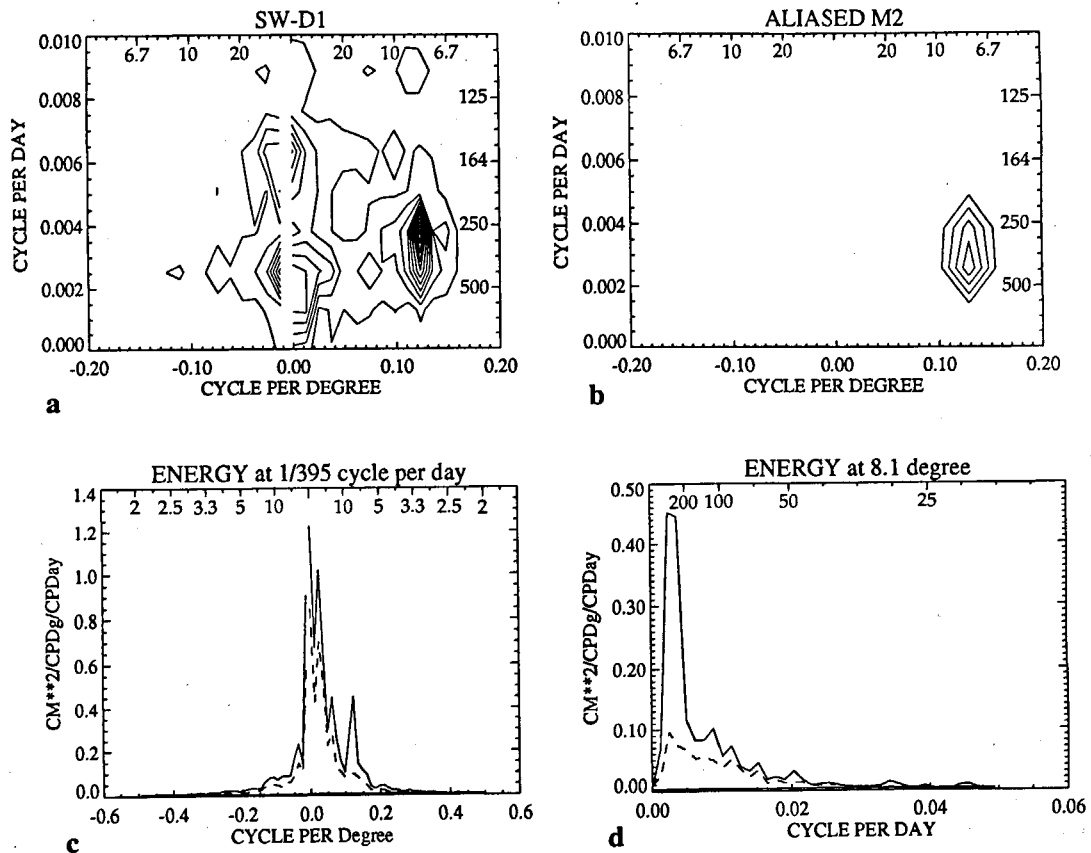 SW-D1
0.010
6.7 10 20 20 10 6.7
0.008
125
0.006
164
0.004
250
0.002
500
0.000
-0.20 -0.10 0.00 0.10 0.20
CYCLE PER DAY
CYCLE PER DEGREE
a
ALIASED M2
0.010
6.7 10 20 20 10 6.7
0.008
125
0.006
164
0.004
250
0.002
500
0.000
-0.20 -0.10 0.00 0.10 0.20
CYCLE PER DAY
CYCLE PER DEGREE
b
ENERGY at 1/395 cycle per day
1.4
2 2.5 3.3 5 10 10 5 3.3 2.5 2
1.2
1.0
0.8
0.6
0.4
0.2
0.0
-0.6 -0.4 -0.2 0.0 0.2 0.4 0.6
CM**2/CPDg/CPDay
CYCLE PER Degree
c
ENERGY at 8.1 degree
0.50
200 100 50 25
0.40
0.30
0.20
0.10
0.00
0.00 0.02 0.04 0.06
CM**2/CPDg/CPDay
CYCLE PER DAY
d